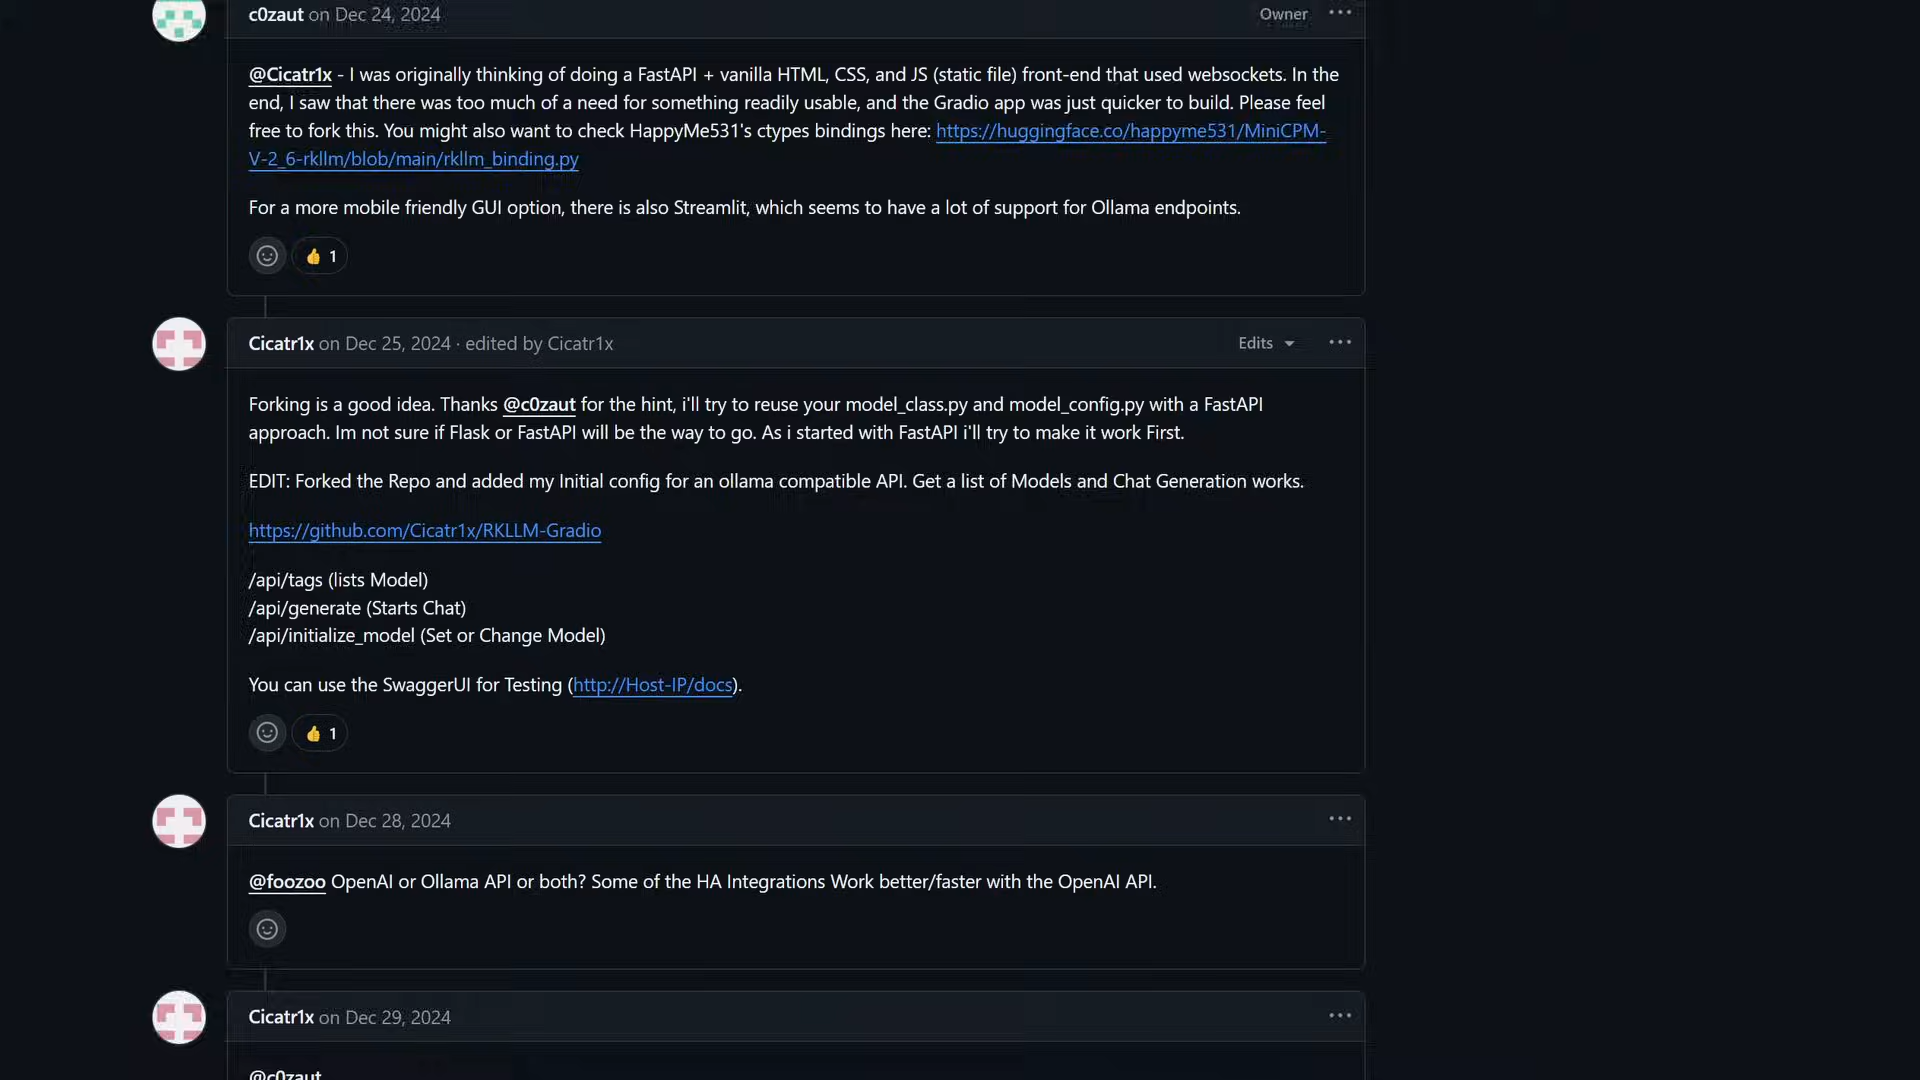 c0zaut on Dec 24, 2024
Owner
@Cicatr1x - I was originally thinking of doing a FastAPI + vanilla HTML, CSS, and JS (static file) front-end that used websockets. In the
end, I saw that there was too much of a need for something readily usable, and the Gradio app was just quicker to build. Please feel
free to fork this. You might also want to check HappyMe531's ctypes bindings here: https://huggingface.co/happyme531/MiniCPM-
V-2_6-rkllm/blob/main/rkllm_binding.py
For a more mobile friendly GUI option, there is also Streamlit, which seems to have a lot of support for Ollama endpoints.
👍 1
Cicatr1x on Dec 25, 2024 · edited by Cicatr1x
Edits
Forking is a good idea. Thanks @c0zaut for the hint, i'll try to reuse your model_class.py and model_config.py with a FastAPI
approach. Im not sure if Flask or FastAPI will be the way to go. As i started with FastAPI i'll try to make it work First.
EDIT: Forked the Repo and added my Initial config for an ollama compatible API. Get a list of Models and Chat Generation works.
https://github.com/Cicatr1x/RKLLM-Gradio
/api/tags (lists Model)
/api/generate (Starts Chat)
/api/initialize_model (Set or Change Model)
You can use the SwaggerUI for Testing (http://Host-IP/docs).
👍 1
Cicatr1x on Dec 28, 2024
@foozoo OpenAI or Ollama API or both? Some of the HA Integrations Work better/faster with the OpenAI API.
Cicatr1x on Dec 29, 2024
@c0zaut